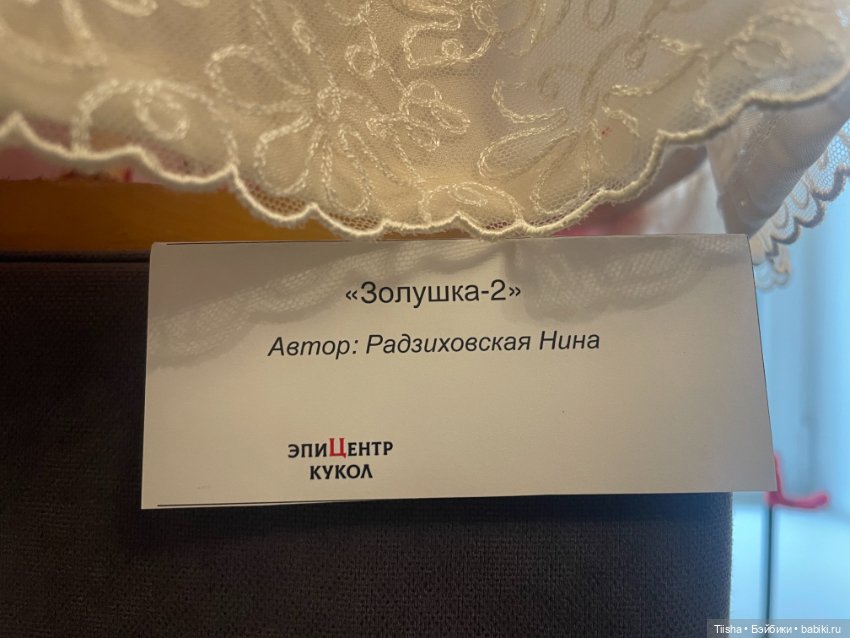 «Золушка-2»
Автор: Радзиховская Нина
ЭПИЦЕНТР
КУКОЛ
Tiisha • Бэйбики • babiki.ru